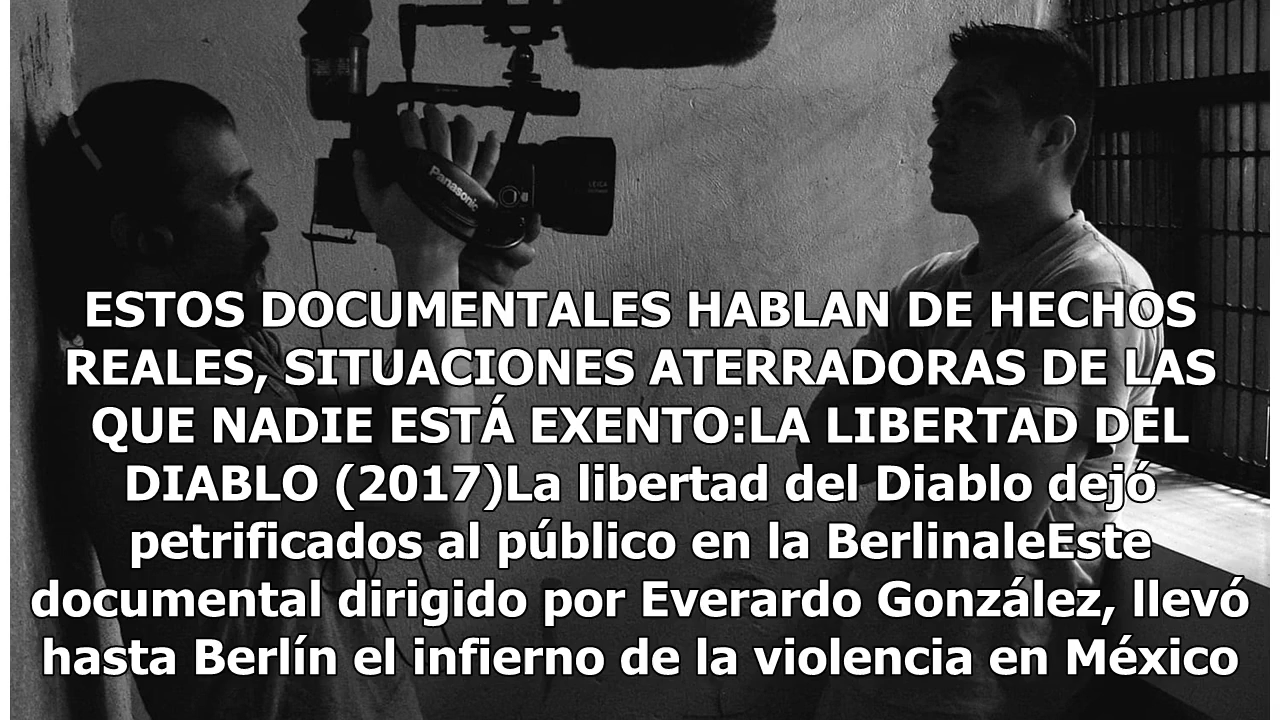 Panasonic
LEICA
ESTOS DOCUMENTALES HABLAN DE HECHOS
REALES, SITUACIONES ATERRADORAS DE LAS
QUE NADIE ESTÁ EXENTO:LA LIBERTAD DEL
DIABLO (2017)La libertad del Diablo dejó
petrificados al público en la BerlinaleEste
documental dirigido por Everardo González, llevó
hasta Berlín el infierno de la violencia en México